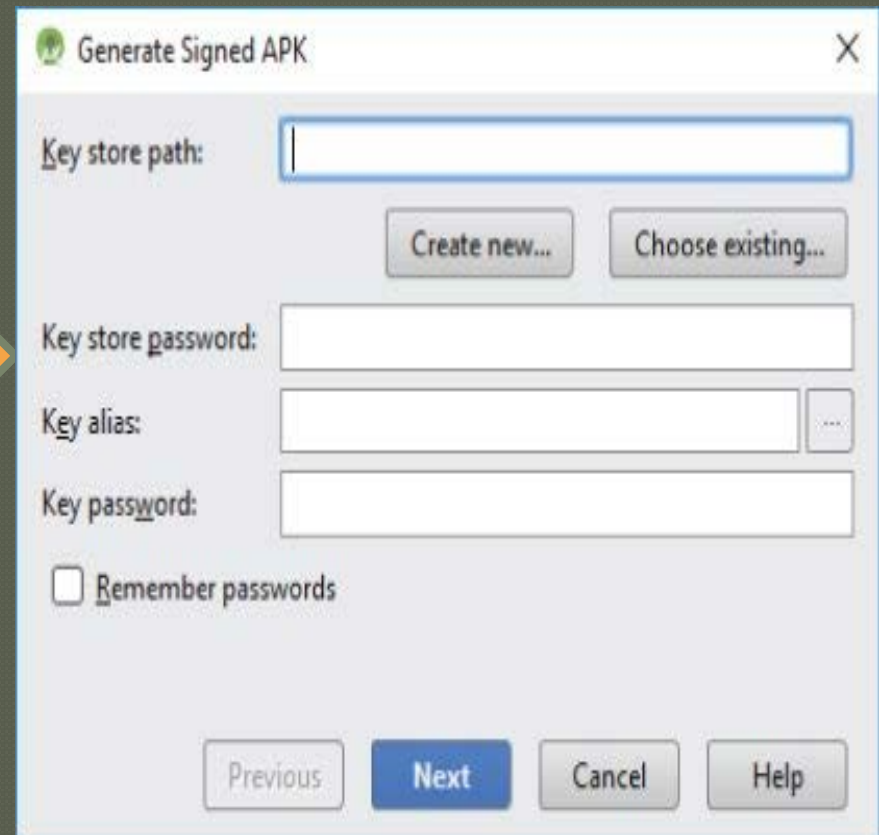 Generate Signed APK
Key store path:
Create new... Choose existing...
Key store password:
Key alias:
...
Key password:
Remember passwords
Previous Next Cancel Help